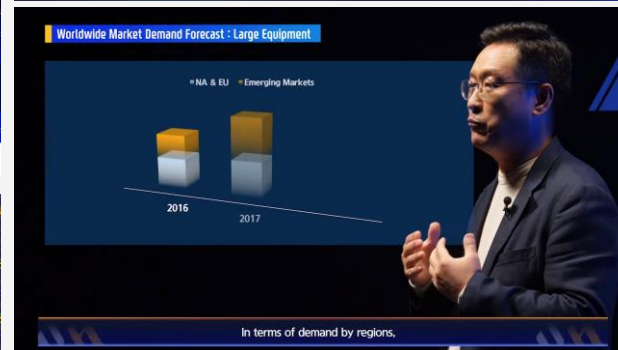 Worldwide Market Demand Forecast : Large Equipment
NA & EU Emerging Markets
2016
2017
In terms of demand by regions,